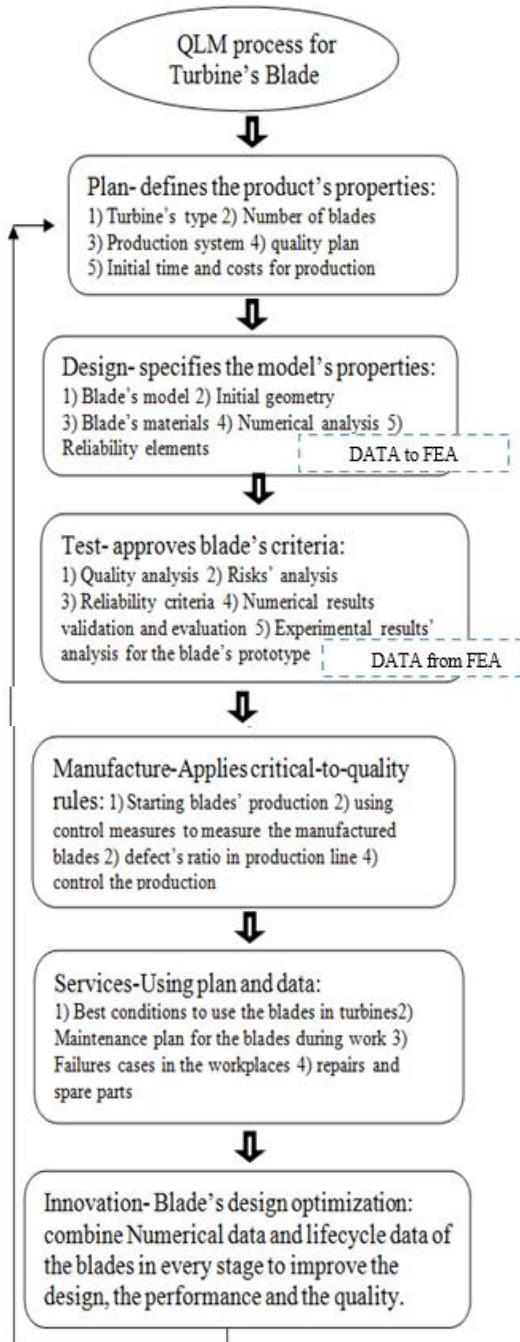 QLM process for
Turbine's Blade
Plan- defines the product's properties:
1) Turbine's type 2) Number of blades
3) Production system 4) quality plan
5) Initial time and costs for production
Design- specifies the model's properties:
1) Blade's model 2) Initial geometry
3) Blade's materials 4) Numerical analysis 5)
Reliability elements
DATA to FEA
Test- approves blade's criteria:
1) Quality analysis 2) Risks' analysis
3) Reliability criteria 4) Numerical results
validation and evaluation 5) Experimental results'
analysis for the blade's prototype
DATA from FEA
Manufacture-Applies critical-to-quality
rules: 1) Starting blades' production 2) using
control measures to measure the manufactured
blades 2) defect's ratio in production line 4)
control the production
Services-Using plan and data:
1) Best conditions to use the blades in turbines2)
Maintenance plan for the blades during work 3)
Failures cases in the workplaces 4) repairs and
spare parts
Innovation- Blade's design optimization:
combine Numerical data and lifecycle data of
the blades in every stage to improve the
design, the performance and the quality.